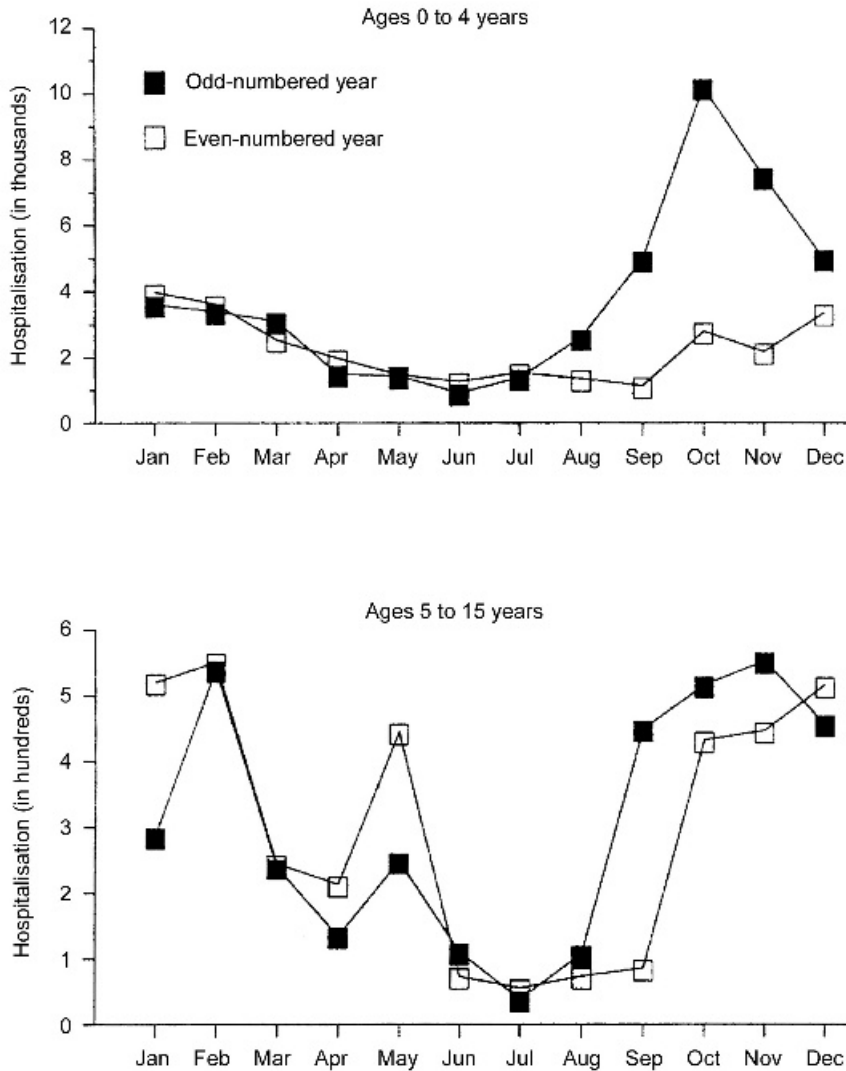 Ages 0 to 4 years
Hospitalisation (in thousands)
12
10
8
6
4
2
0
Odd-numbered year
Even-numbered year
Jan Feb Mar Apr May Jun Jul Aug Sep Oct Nov Dec
Ages 5 to 15 years
Hospitalisation (in hundreds)
6
5
4
3
2
1
0
Jan Feb Mar Apr May Jun Jul Aug Sep Oct Nov Dec